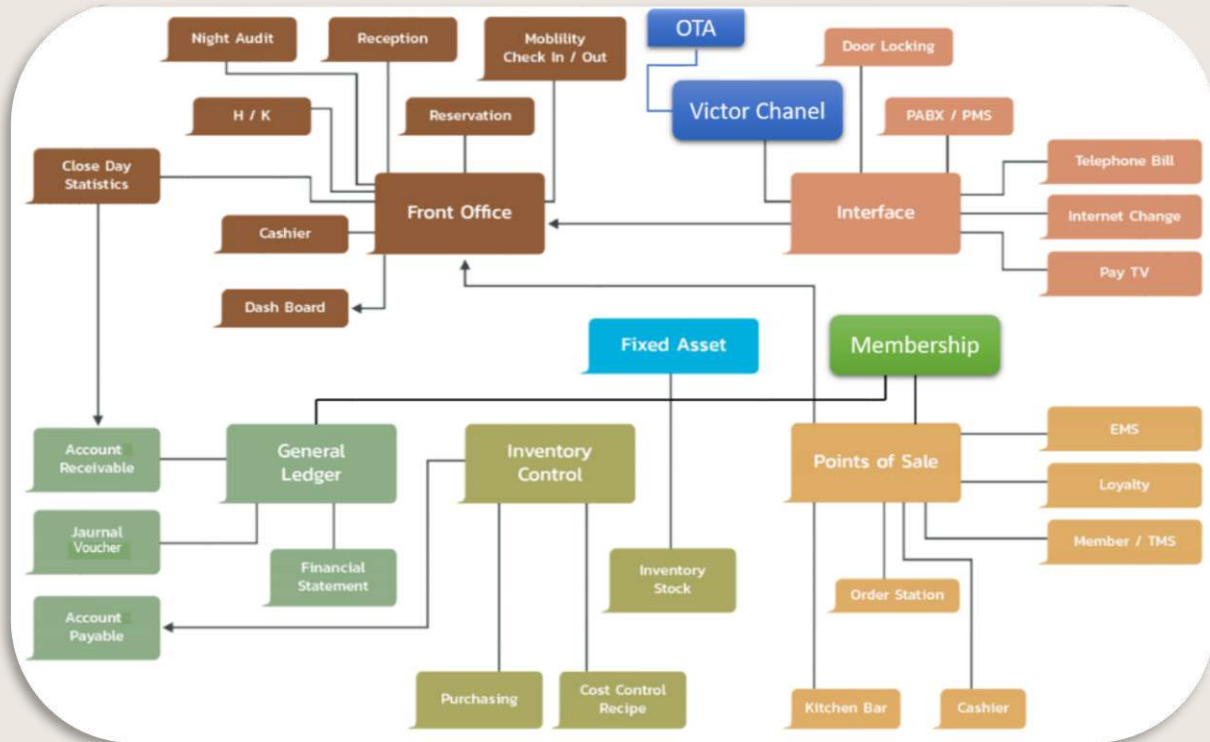 Night Audit
Reception
Moblility
Check In / Out
OTA
Door Locking
Victor Chanel
H / K
Reservation
PABX / PMS
Close Day
Statistics
Telephone Bill
Front Office
Interface
Internet Change
Cashier
Pay TV
Dash Board
Fixed Asset
Membership
Account
Receivable
General
Ledger
Inventory
Control
Points of Sale
EMS
Loyalty
Jaurnal
Voucher
Member / TMS
Financial
Statement
Inventory
Stock
Order Station
Account
Payable
Purchasing
Cost Control
Recipe
Kitchen Bar
Cashier